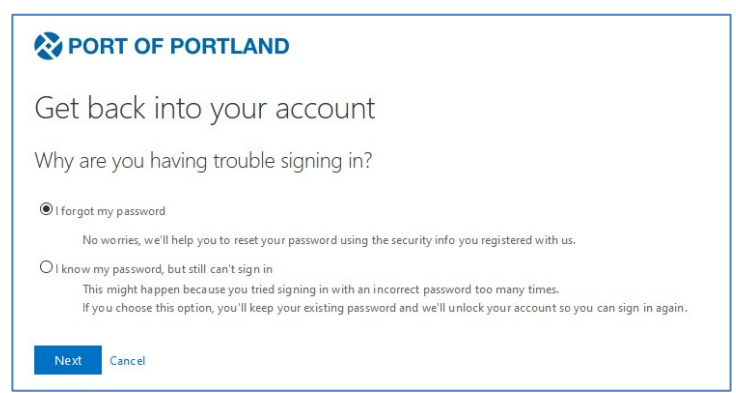 PORT OF PORTLAND
Get back into your account
Why are you having trouble signing in?
I forgot my password
No worries, we'll help you to reset your password using the security info you registered with us.
I know my password, but still can't sign in
This might happen because you tried signing in with an incorrect password too many times.
If you choose this option, you'll keep your existing password and we'll unlock your account so you can sign in again.
Next Cancel